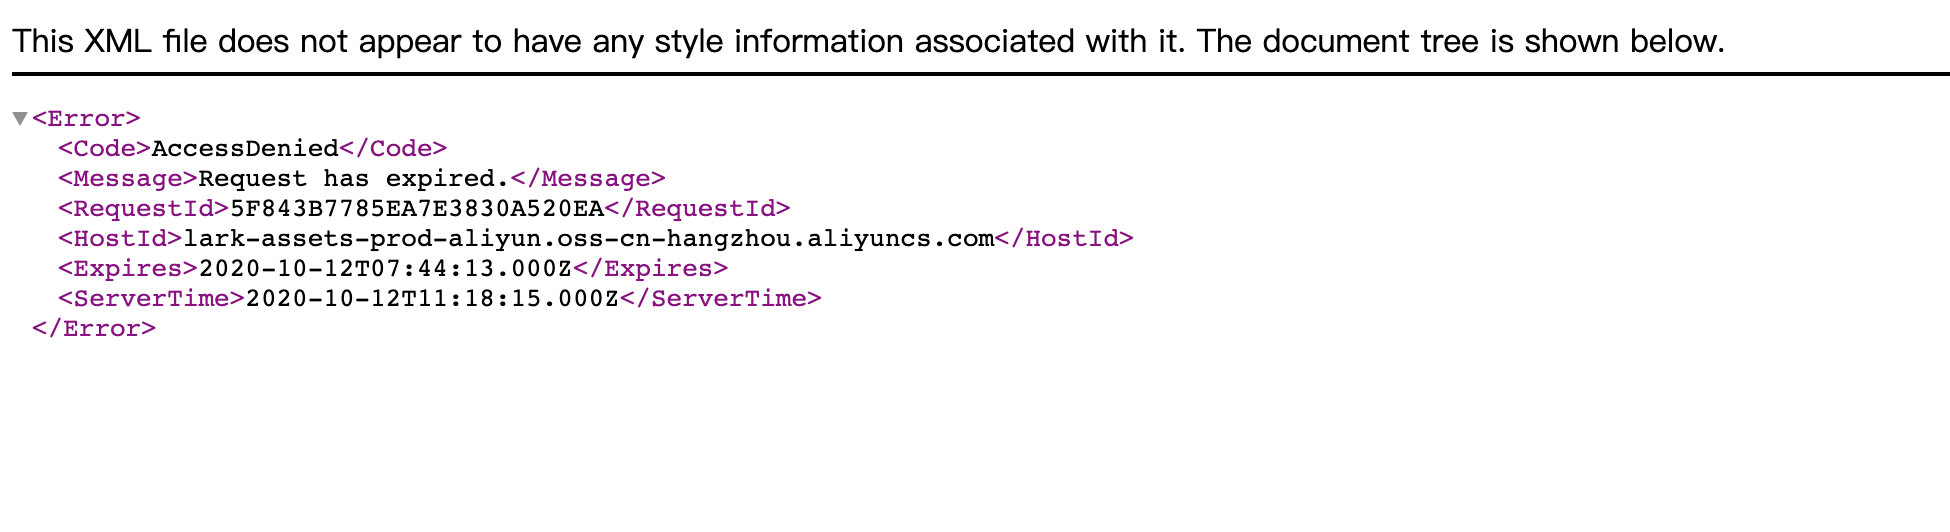 This XML file does not appear to have any style information associated with it. The document tree is shown below.
<Error>
<Code>AccessDenied</Code>
<Message>Request has expired.</Message>
<RequestId>5F843B7785EA7E3830A520EA</RequestId>
<HostId>lark-assets-prod-aliyun.oss-cn-hangzhou.aliyuncs.com</HostId>
<Expires>2020-10-12T07:44:13.000Z</Expires>
<ServerTime>2020-10-12T11:18:15.000Z</ServerTime>
</Error>